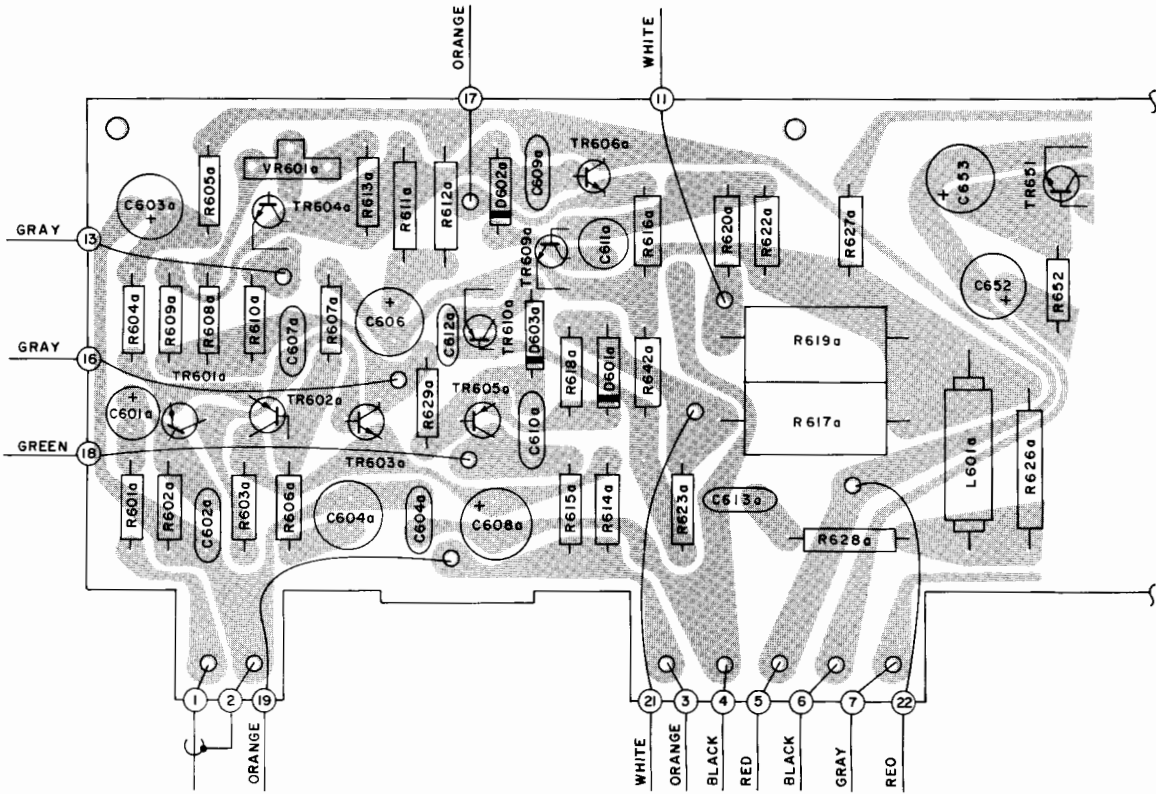 ORANGE
WHITE
17
11
TR606a
C609a
TR651
C653
+
VR601a
R605a
R613a
R611a
R612a
D602a
C603a
+
TR604a
R616a
R620a
R622a
R627a
TR609a
C611a
GRAY
13
C652
+
R652
R604a
R609a
R608a
R610a
R607a
+
C606
C607a
C612a
TR610a
D603a
R619a
GRAY
16
TR601a
R618a
D601a
R642a
+
C601a
TR602a
R629a
TR605a
C610a
R617a
L601a
R626a
GREEN
18
TR603a
R601a
R602a
C602a
R603a
R606a
C604a
C604a
+
C608a
R615a
R614a
R623a
C613a
R628a
1
2
19
21
3
4
5
6
7
22
ORANGE
WHITE
ORANGE
BLACK
RED
BLACK
GRAY
REO